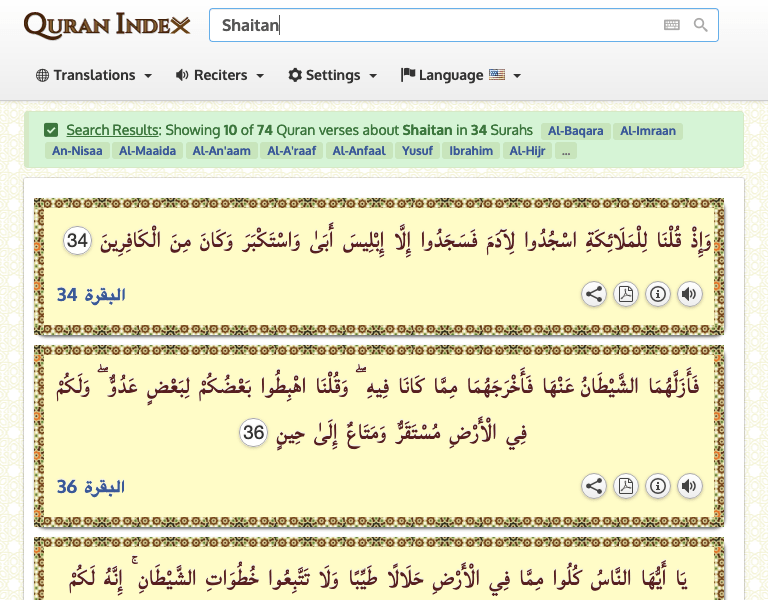 QURAN INDEX
Shaitan
Translations Reciters Settings Language
Search Results: Showing 10 of 74 Quran verses about Shaitan in 34 Surahs Al-Baqara Al-Imraan
An-Nisaa Al-Maaida Al-An'aam Al-A'raaf Al-Anfaal Yusuf Ibrahim Al-Hijr ...
وَإِذْ قُلْنَا لِلْمَلَائِكَةِ اسْجُدُوا لِآدَمَ فَسَجَدُوا إِلَّا إِبْلِيسَ أَبَىٰ وَاسْتَكْبَرَ وَكَانَ مِنَ الْكَافِرِينَ 34
البقرة 34
فَأَزَلَّهُمَا الشَّيْطَانُ عَنْهَا فَأَخْرَجَهُمَا مِمَّا كَانَا فِيهِ ۖ وَقُلْنَا اهْبِطُوا بَعْضُكُمْ لِبَعْضٍ عَدُوٌّ ۖ وَلَكُمْ
فِي الْأَرْضِ مُسْتَقَرٌّ وَمَتَاعٌ إِلَىٰ حِينٍ 36
البقرة 36
يَا أَيُّهَا النَّاسُ كُلُوا مِمَّا فِي الْأَرْضِ حَلَالًا طَيِّبًا وَلَا تَتَّبِعُوا خُطُوَاتِ الشَّيْطَانِ ۚ إِنَّهُ لَكُمْ